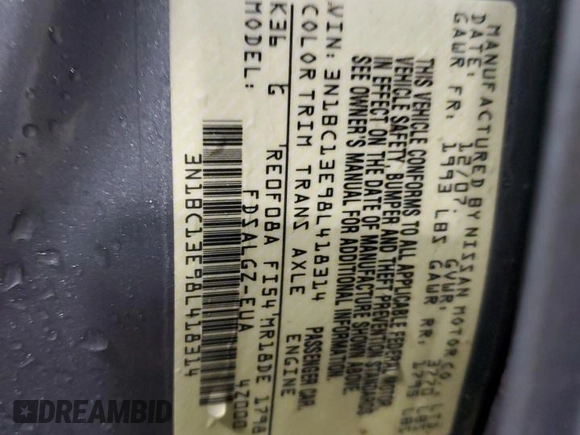 MANUFACTURED BY NISSAN MOTOR CO.
DATE: 12/07 GVWR:
GAWR FR: 1993 LBS GAWR RR:
THIS VEHICLE CONFORMS TO ALL APPLICABLE FEDERAL MOTOR
VEHICLE SAFETY, BUMPER AND THEFT PREVENTION STANDARDS
IN EFFECT ON THE DATE OF MANUFACTURE SHOWN ABOVE.
SEE OWNER'S MANUAL FOR ADDITIONAL INFORMATION.
VIN: 3N1BC13E98L418314 PASSENGER CAR
COLOR TRIM TRANS AXLE ENGINE
K36 G RE0F08A FI54 MR18DE 1798
MODEL: FDSALGZ-EUA 4Z000
3N1BC13E98L418314
DREAMBID